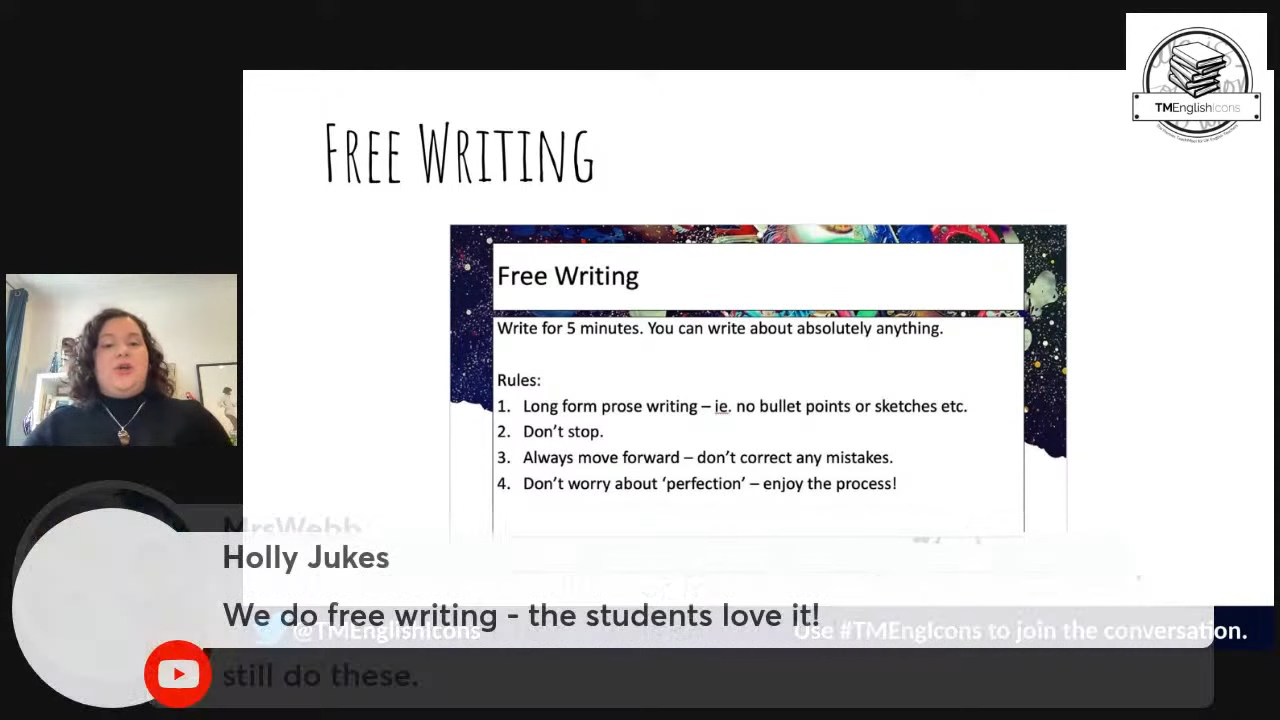 TMEnglishIcons
FREE WRITING
Free Writing
Write for 5 minutes. You can write about absolutely anything.
Rules:
1. Long form prose writing – ie. no bullet points or sketches etc.
2. Don't stop.
3. Always move forward – don't correct any mistakes.
4. Don't worry about 'perfection' – enjoy the process!
MrsWebb
Holly Jukes
We do free writing - the students love it!
@TMEnglishIcons
Use #TMEngIcons to join the conversation.
still do these.